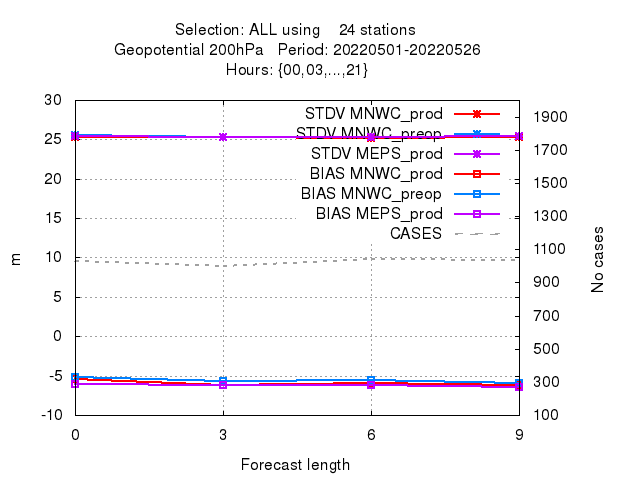 Selection: ALL using 24 stations
Geopotential 200hPa Period: 20220501-20220526
Hours: {00,03,...,21}
30
25
20
15
10
5
0
-5
-10
m
STDV MNWC_prod
STDV MNWC_preop
STDV MEPS_prod
BIAS MNWC_prod
BIAS MNWC_preop
BIAS MEPS_prod
CASES
1900
1700
1500
1300
1100
900
700
500
300
100
No cases
0 3 6 9
Forecast length